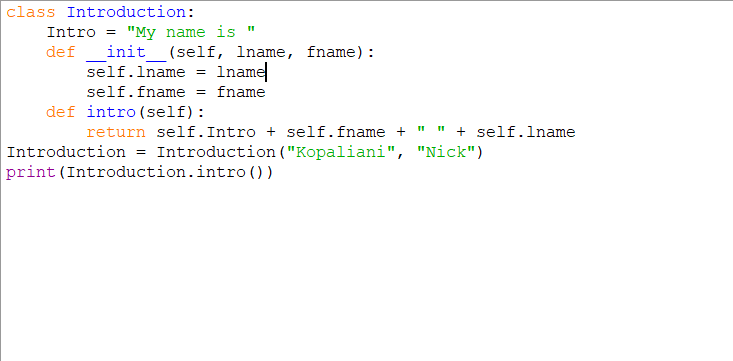 class Introduction:
    Intro = "My name is "
    def __init__(self, lname, fname):
        self.lname = lname
        self.fname = fname
    def intro(self):
        return self.Intro + self.fname + " " + self.lname
Introduction = Introduction("Kopaliani", "Nick")
print(Introduction.intro())